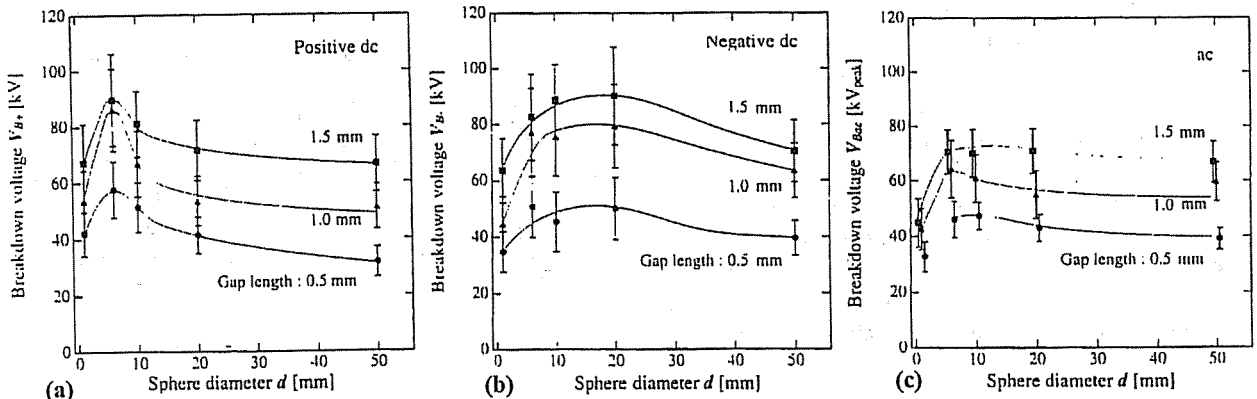 120
100
80
60
40
20
0
Breakdown voltage V_B+ [kV]
Positive dc
1.5 mm
1.0 mm
Gap length : 0.5 mm
0 10 20 30 40 50
Sphere diameter d [mm]
(a)
120
100
80
60
40
20
0
Breakdown voltage V_B- [kV]
Negative dc
1.5 mm
1.0 mm
Gap length : 0.5 mm
0 10 20 30 40 50
Sphere diameter d [mm]
(b)
120
100
80
60
40
20
0
Breakdown voltage V_Bac [kVpeak]
ac
1.5 mm
1.0 mm
Gap length : 0.5 mm
0 10 20 30 40 50
Sphere diameter d [mm]
(c)